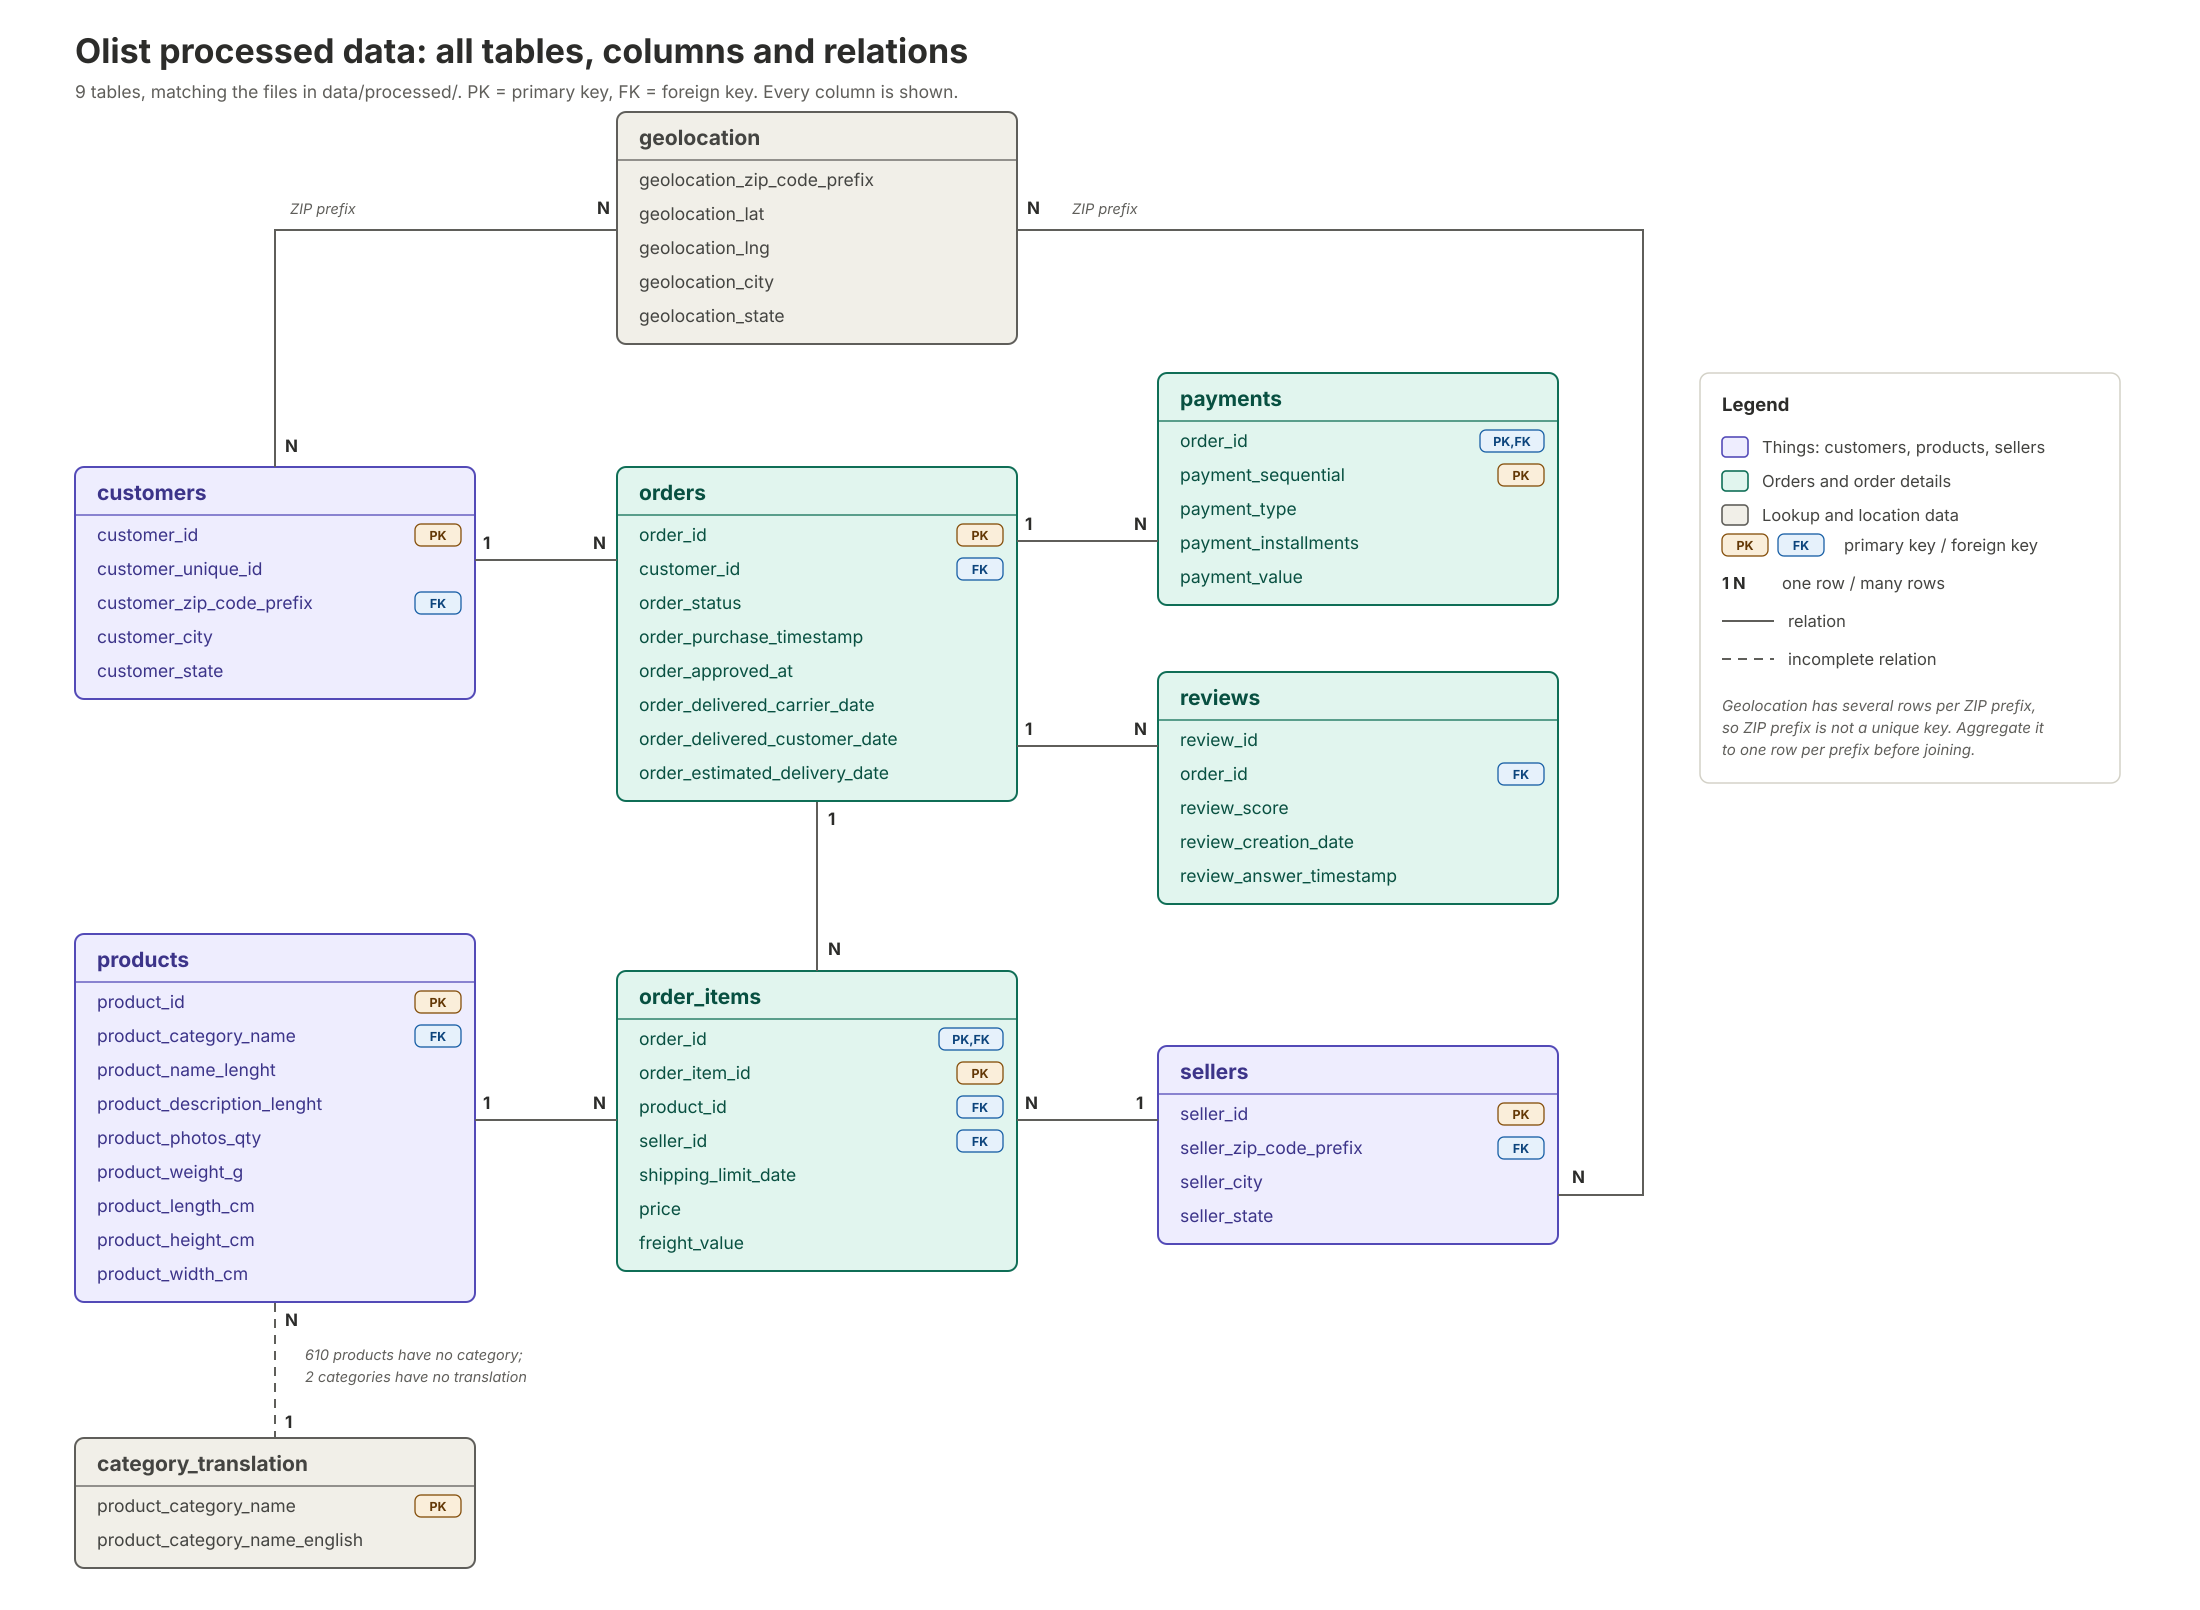 Olist processed data: all tables, columns and relations
9 tables, matching the files in data/processed/. PK = primary key, FK = foreign key. Every column is shown.
geolocation
geolocation_zip_code_prefix
geolocation_lat
geolocation_lng
geolocation_city
geolocation_state
ZIP prefix
N
N
ZIP prefix
N
customers
customer_id PK
customer_unique_id
customer_zip_code_prefix FK
customer_city
customer_state
1
N
orders
order_id PK
customer_id FK
order_status
order_purchase_timestamp
order_approved_at
order_delivered_carrier_date
order_delivered_customer_date
order_estimated_delivery_date
1
N
payments
order_id PK,FK
payment_sequential PK
payment_type
payment_installments
payment_value
1
N
reviews
review_id
order_id FK
review_score
review_creation_date
review_answer_timestamp
Legend
Things: customers, products, sellers
Orders and order details
Lookup and location data
PK FK primary key / foreign key
1 N one row / many rows
relation
incomplete relation
Geolocation has several rows per ZIP prefix,
so ZIP prefix is not a unique key. Aggregate it
to one row per prefix before joining.
1
N
products
product_id PK
product_category_name FK
product_name_lenght
product_description_lenght
product_photos_qty
product_weight_g
product_length_cm
product_height_cm
product_width_cm
1
N
order_items
order_id PK,FK
order_item_id PK
product_id FK
seller_id FK
shipping_limit_date
price
freight_value
N
1
sellers
seller_id PK
seller_zip_code_prefix FK
seller_city
seller_state
N
N
610 products have no category;
2 categories have no translation
1
category_translation
product_category_name PK
product_category_name_english